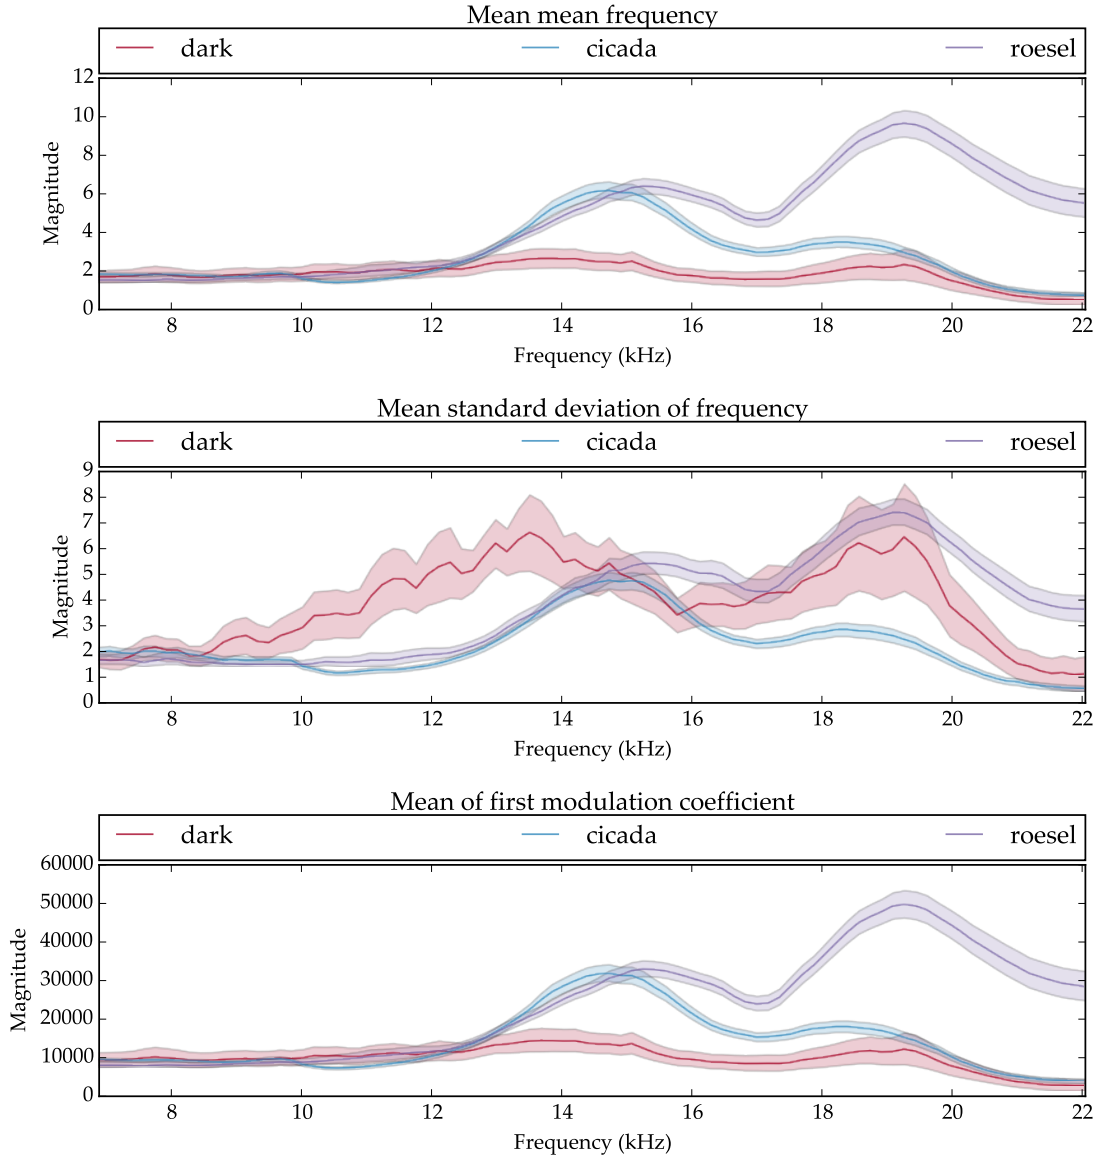 Mean mean frequency
dark cicada roesel
12
10
8
6
4
2
0
Magnitude
8 10 12 14 16 18 20 22
Frequency (kHz)
Mean standard deviation of frequency
dark cicada roesel
9
8
7
6
5
4
3
2
1
0
Magnitude
8 10 12 14 16 18 20 22
Frequency (kHz)
Mean of first modulation coefficient
dark cicada roesel
60000
50000
40000
30000
20000
10000
0
Magnitude
8 10 12 14 16 18 20 22
Frequency (kHz)